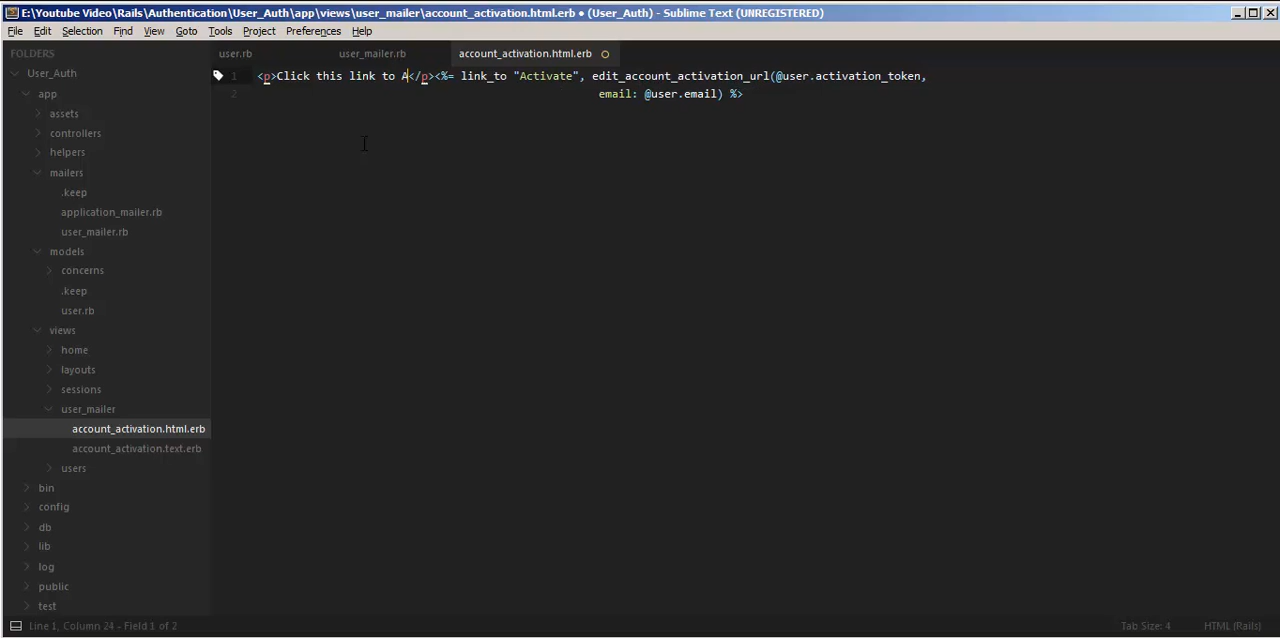 E:\Youtube Video\Rails\Authentication\User_Auth\app\views\user_mailer\account_activation.html.erb • (User_Auth) - Sublime Text (UNREGISTERED)
File Edit Selection Find View Goto Tools Project Preferences Help
FOLDERS
User_Auth
app
assets
controllers
helpers
mailers
.keep
application_mailer.rb
user_mailer.rb
models
concerns
.keep
user.rb
views
home
layouts
sessions
user_mailer
account_activation.html.erb
account_activation.text.erb
users
bin
config
db
lib
log
public
test
user.rb user_mailer.rb account_activation.html.erb
1 <p>Click this link to A</p><%= link_to "Activate", edit_account_activation_url(@user.activation_token,
2 email: @user.email) %>
Line 1, Column 24 - Field 1 of 2 Tab Size: 4 HTML (Rails)